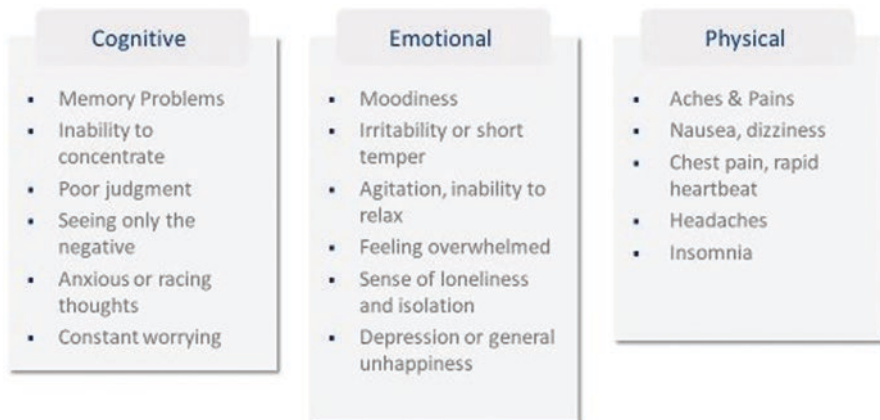 Cognitive
▪ Memory Problems
▪ Inability to
concentrate
▪ Poor judgment
▪ Seeing only the
negative
▪ Anxious or racing
thoughts
▪ Constant worrying
Emotional
▪ Moodiness
▪ Irritability or short
temper
▪ Agitation, inability to
relax
▪ Feeling overwhelmed
▪ Sense of loneliness
and isolation
▪ Depression or general
unhappiness
Physical
▪ Aches & Pains
▪ Nausea, dizziness
▪ Chest pain, rapid
heartbeat
▪ Headaches
▪ Insomnia